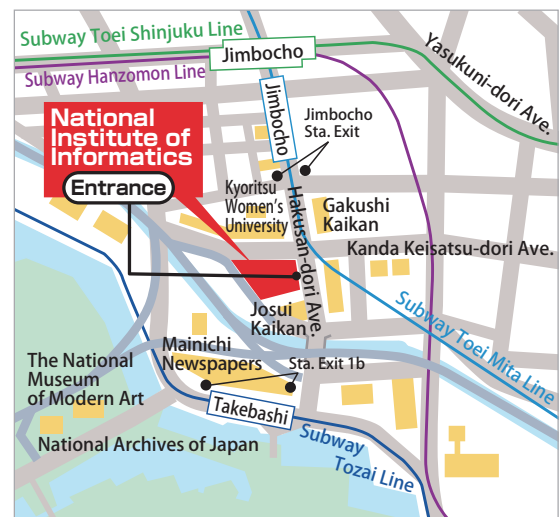 Subway Toei Shinjuku Line
Subway Hanzomon Line
Jimbocho
Yasukuni-dori Ave.
National
Institute of
Informatics
Entrance
Jimbocho
Jimbocho
Sta. Exit
Kyoritsu
Women's
University
Hakusan-dori Ave.
Gakushi
Kaikan
Kanda Keisatsu-dori Ave.
Josui
Kaikan
Subway Toei Mita Line
Mainichi
Newspapers
Sta. Exit 1b
The National
Museum
of Modern Art
Takebashi
National Archives of Japan
Subway
Tozai Line